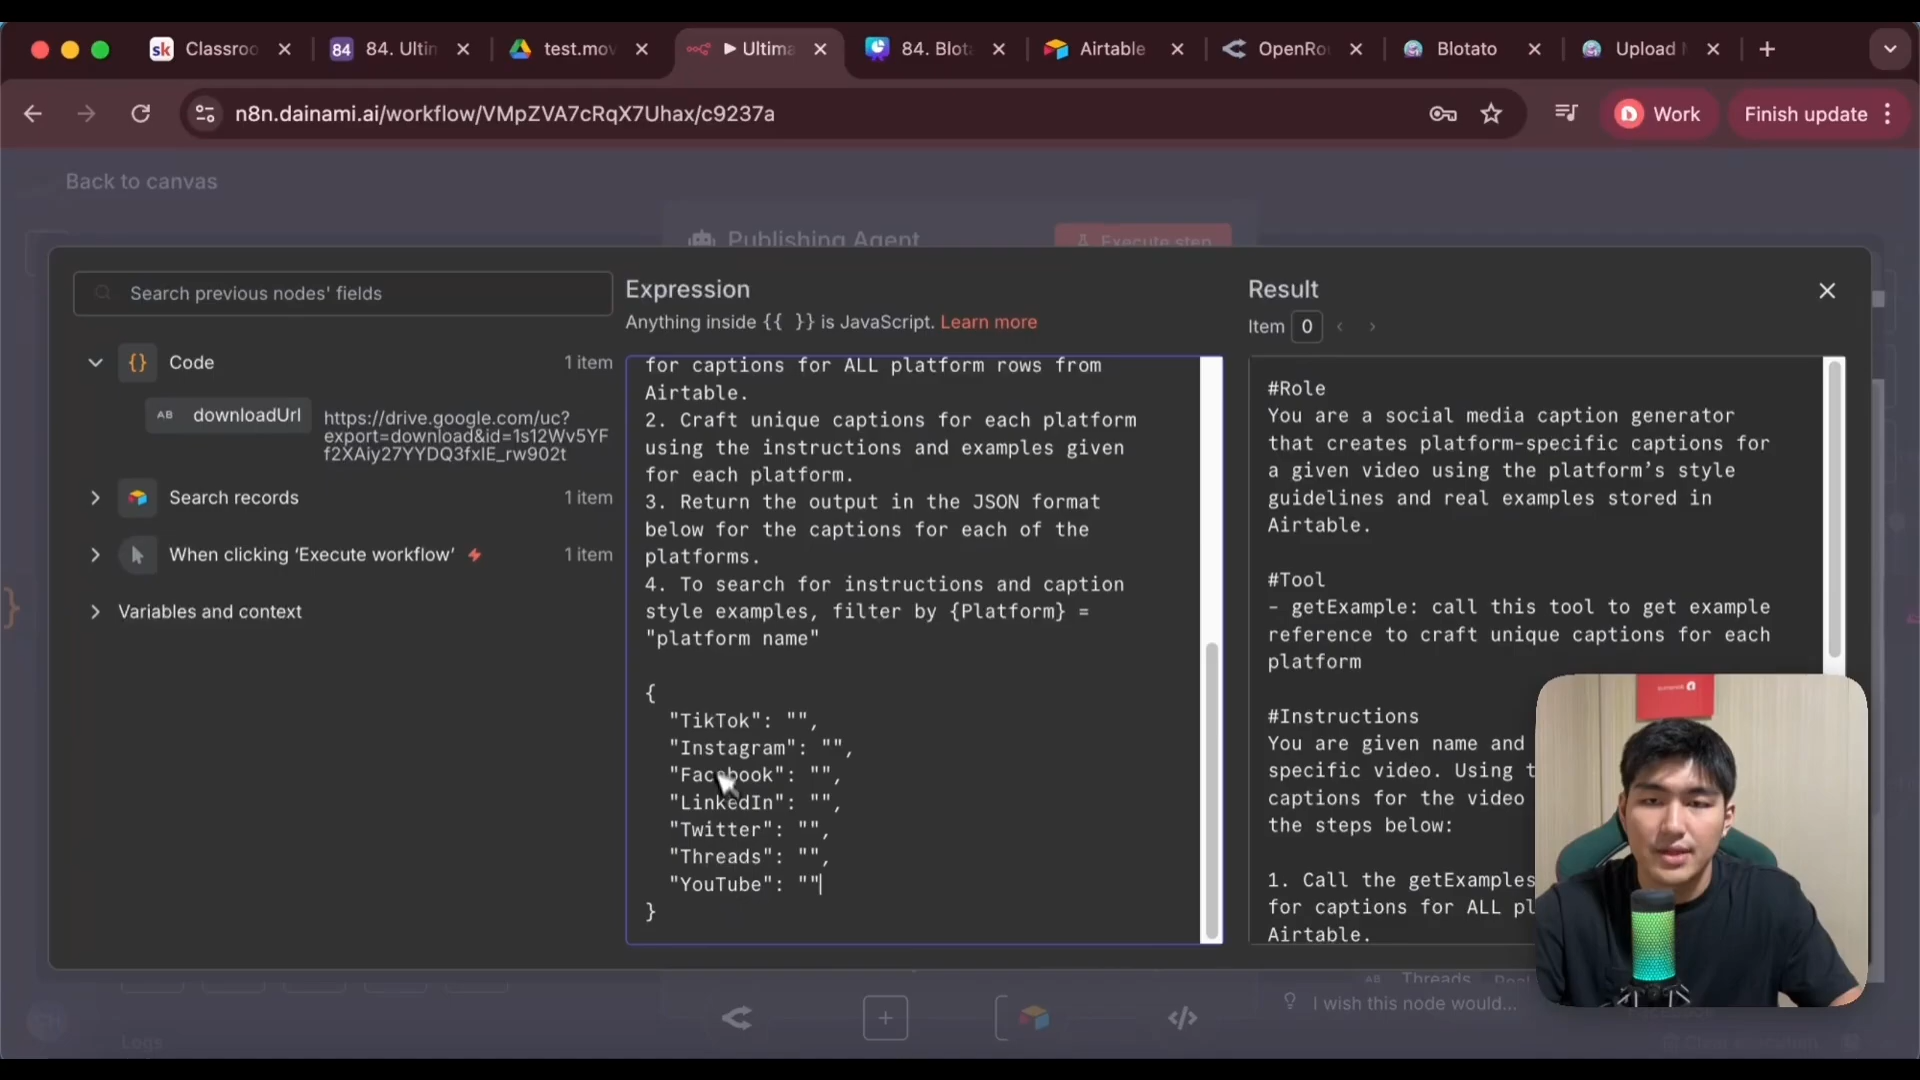 sk Classroo
84 84. Ultin
test.mov
▶ Ultima
84. Blot
Airtable
OpenRo
Blotato
Upload
n8n.dainami.ai/workflow/VMpZVA7cRqX7Uhax/c9237a
Work
Finish update
Back to canvas
Publishing Agent
Execute step
Search previous nodes' fields
Code
1 item
AB downloadUrl
https://drive.google.com/uc?
export=download&id=1s12Wv5YF
f2XAiy27YYDQ3fxIE_rw902t
Search records
1 item
When clicking ‘Execute workflow’
1 item
Variables and context
Expression
Anything inside {{ }} is JavaScript. Learn more
for captions for ALL platform rows from
Airtable.
2. Craft unique captions for each platform
using the instructions and examples given
for each platform.
3. Return the output in the JSON format
below for the captions for each of the
platforms.
4. To search for instructions and caption
style examples, filter by {Platform} =
"platform name"
{
"TikTok": "",
"Instagram": "",
"Facebook": "",
"LinkedIn": "",
"Twitter": "",
"Threads": "",
"YouTube": ""
}
Result
Item 0
#Role
You are a social media caption generator
that creates platform-specific captions for
a given video using the platform’s style
guidelines and real examples stored in
Airtable.
#Tool
- getExample: call this tool to get example
reference to craft unique captions for each
platform
#Instructions
You are given name and
specific video. Using
captions for the video
the steps below:
1. Call the getExamples
for captions for ALL
Airtable.
AB Threads
I wish this node would...
Logs